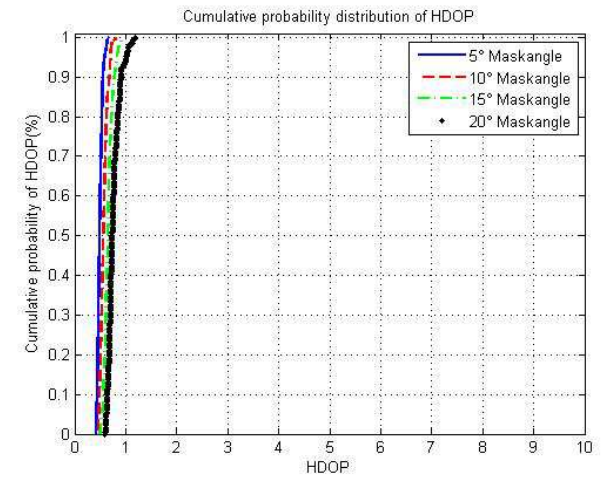 Cumulative probability distribution of HDOP
1
0.9
0.8
0.7
0.6
0.5
0.4
0.3
0.2
0.1
0
Cumulative probability of HDOP(%)
5° Maskangle
10° Maskangle
15° Maskangle
20° Maskangle
0 1 2 3 4 5 6 7 8 9 10
HDOP